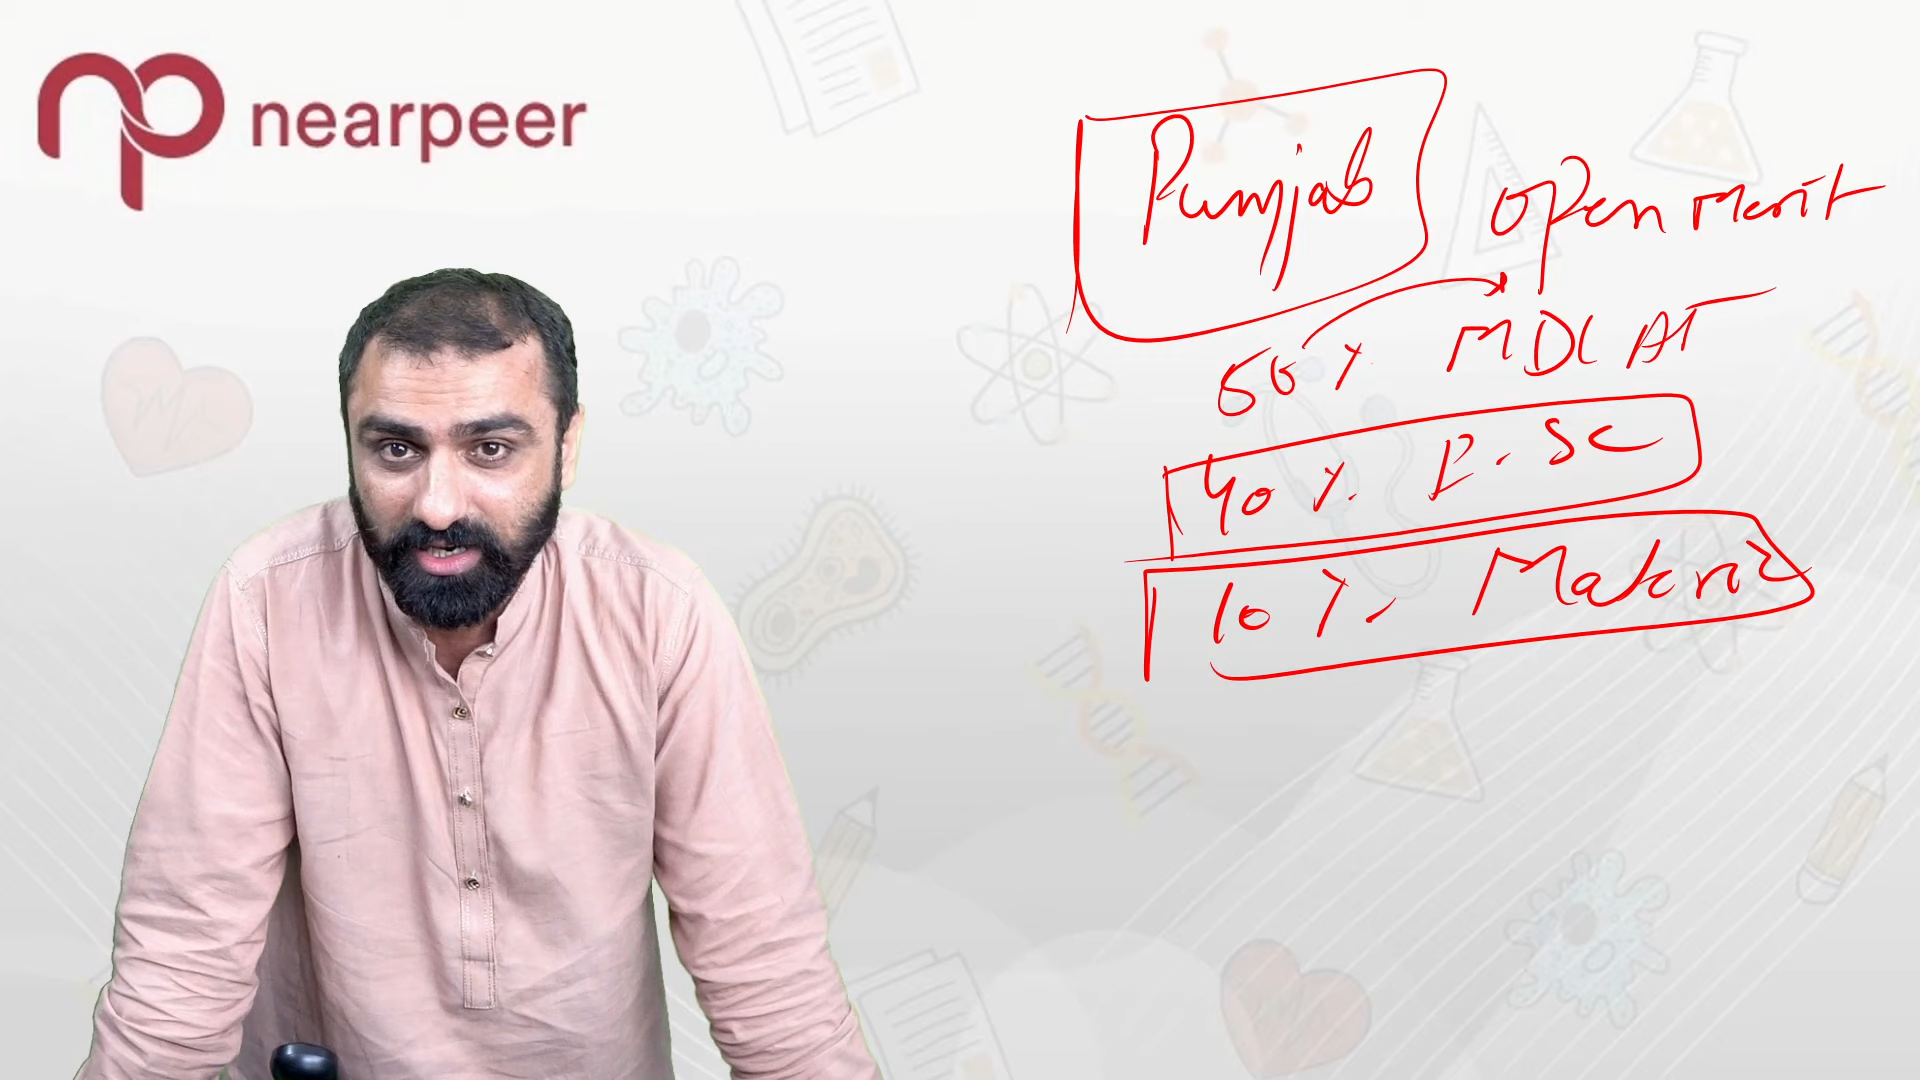 nearpeer
Punjab
open merit
50 % MDCAT
40 %. F.Sc
10 %. Matric